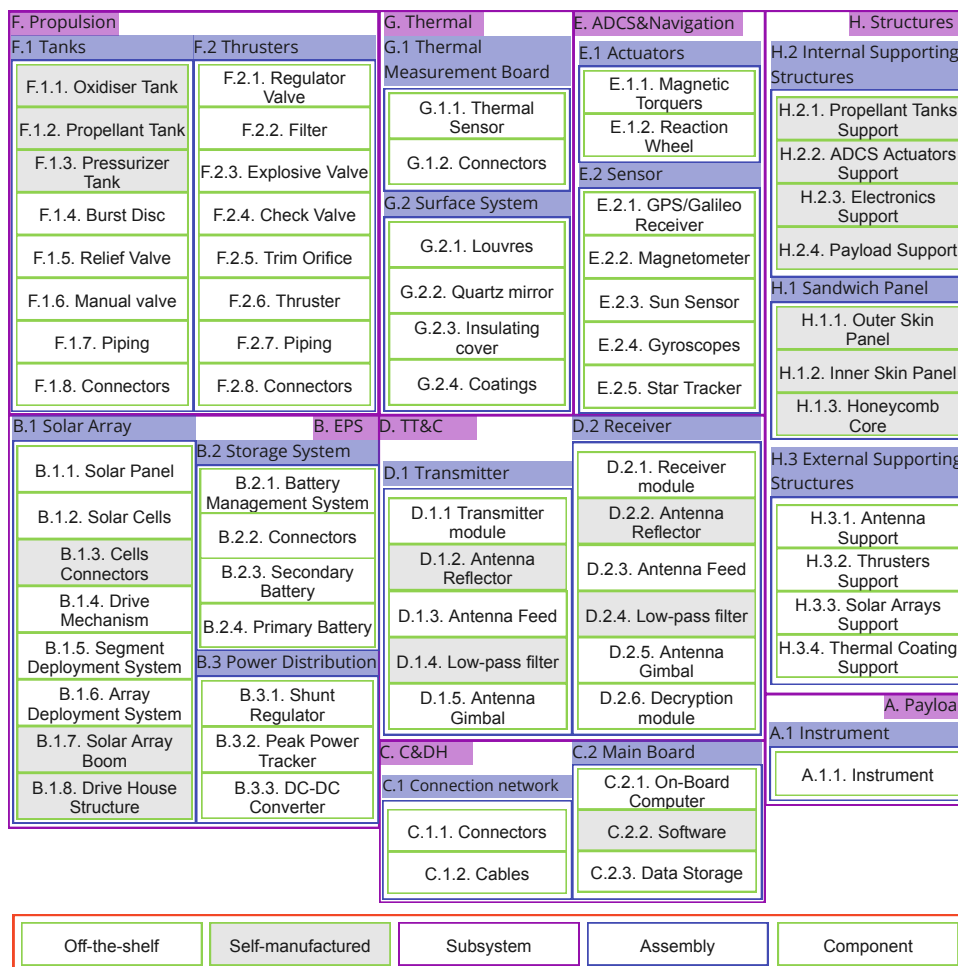 F. Propulsion
F.1 Tanks
F.1.1. Oxidiser Tank
F.1.2. Propellant Tank
F.1.3. Pressurizer
Tank
F.1.4. Burst Disc
F.1.5. Relief Valve
F.1.6. Manual valve
F.1.7. Piping
F.1.8. Connectors
F.2 Thrusters
F.2.1. Regulator
Valve
F.2.2. Filter
F.2.3. Explosive Valve
F.2.4. Check Valve
F.2.5. Trim Orifice
F.2.6. Thruster
F.2.7. Piping
F.2.8. Connectors
G. Thermal
G.1 Thermal
Measurement Board
G.1.1. Thermal
Sensor
G.1.2. Connectors
G.2 Surface System
G.2.1. Louvres
G.2.2. Quartz mirror
G.2.3. Insulating
cover
G.2.4. Coatings
E. ADCS&Navigation
E.1 Actuators
E.1.1. Magnetic
Torquers
E.1.2. Reaction
Wheel
E.2 Sensor
E.2.1. GPS/Galileo
Receiver
E.2.2. Magnetometer
E.2.3. Sun Sensor
E.2.4. Gyroscopes
E.2.5. Star Tracker
H. Structures
H.2 Internal Supporting
Structures
H.2.1. Propellant Tanks
Support
H.2.2. ADCS Actuators
Support
H.2.3. Electronics
Support
H.2.4. Payload Support
H.1 Sandwich Panel
H.1.1. Outer Skin
Panel
H.1.2. Inner Skin Panel
H.1.3. Honeycomb
Core
H.3 External Supporting
Structures
H.3.1. Antenna
Support
H.3.2. Thrusters
Support
H.3.3. Solar Arrays
Support
H.3.4. Thermal Coating
Support
B. EPS
B.1 Solar Array
B.1.1. Solar Panel
B.1.2. Solar Cells
B.1.3. Cells
Connectors
B.1.4. Drive
Mechanism
B.1.5. Segment
Deployment System
B.1.6. Array
Deployment System
B.1.7. Solar Array
Boom
B.1.8. Drive House
Structure
B.2 Storage System
B.2.1. Battery
Management System
B.2.2. Connectors
B.2.3. Secondary
Battery
B.2.4. Primary Battery
B.3 Power Distribution
B.3.1. Shunt
Regulator
B.3.2. Peak Power
Tracker
B.3.3. DC-DC
Converter
D. TT&C
D.1 Transmitter
D.1.1 Transmitter
module
D.1.2. Antenna
Reflector
D.1.3. Antenna Feed
D.1.4. Low-pass filter
D.1.5. Antenna
Gimbal
D.2 Receiver
D.2.1. Receiver
module
D.2.2. Antenna
Reflector
D.2.3. Antenna Feed
D.2.4. Low-pass filter
D.2.5. Antenna
Gimbal
D.2.6. Decryption
module
C. C&DH
C.1 Connection network
C.1.1. Connectors
C.1.2. Cables
C.2 Main Board
C.2.1. On-Board
Computer
C.2.2. Software
C.2.3. Data Storage
A. Payloa
A.1 Instrument
A.1.1. Instrument
Off-the-shelf
Self-manufactured
Subsystem
Assembly
Component